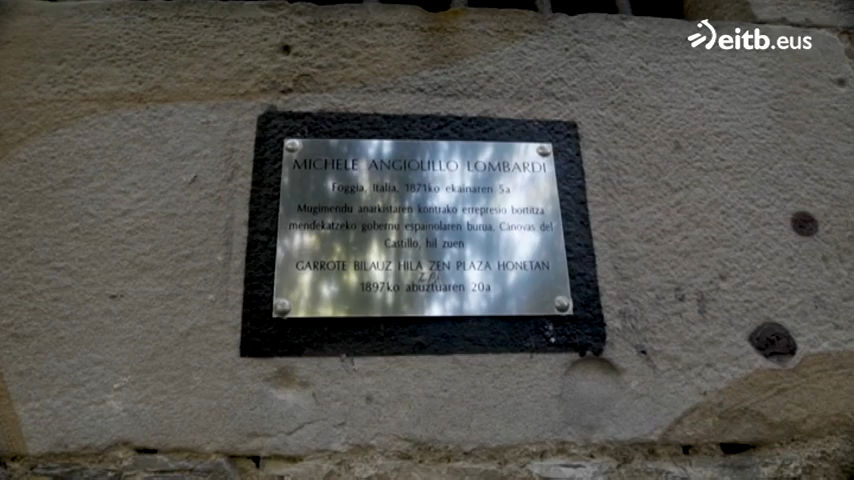 eitb.eus
MICHELE ANGIOLILLO LOMBARDI
Foggia, Italia, 1871ko ekainaren 5a
Mugimendu anarkistaren kontrako errepresio bortitza
mendekatzeko gobernu espainolaren burua, Cánovas del
Castillo, hil zuen
GARROTE BILAUZ HILA ZEN PLAZA HONETAN
1897ko abuztuaren 20a